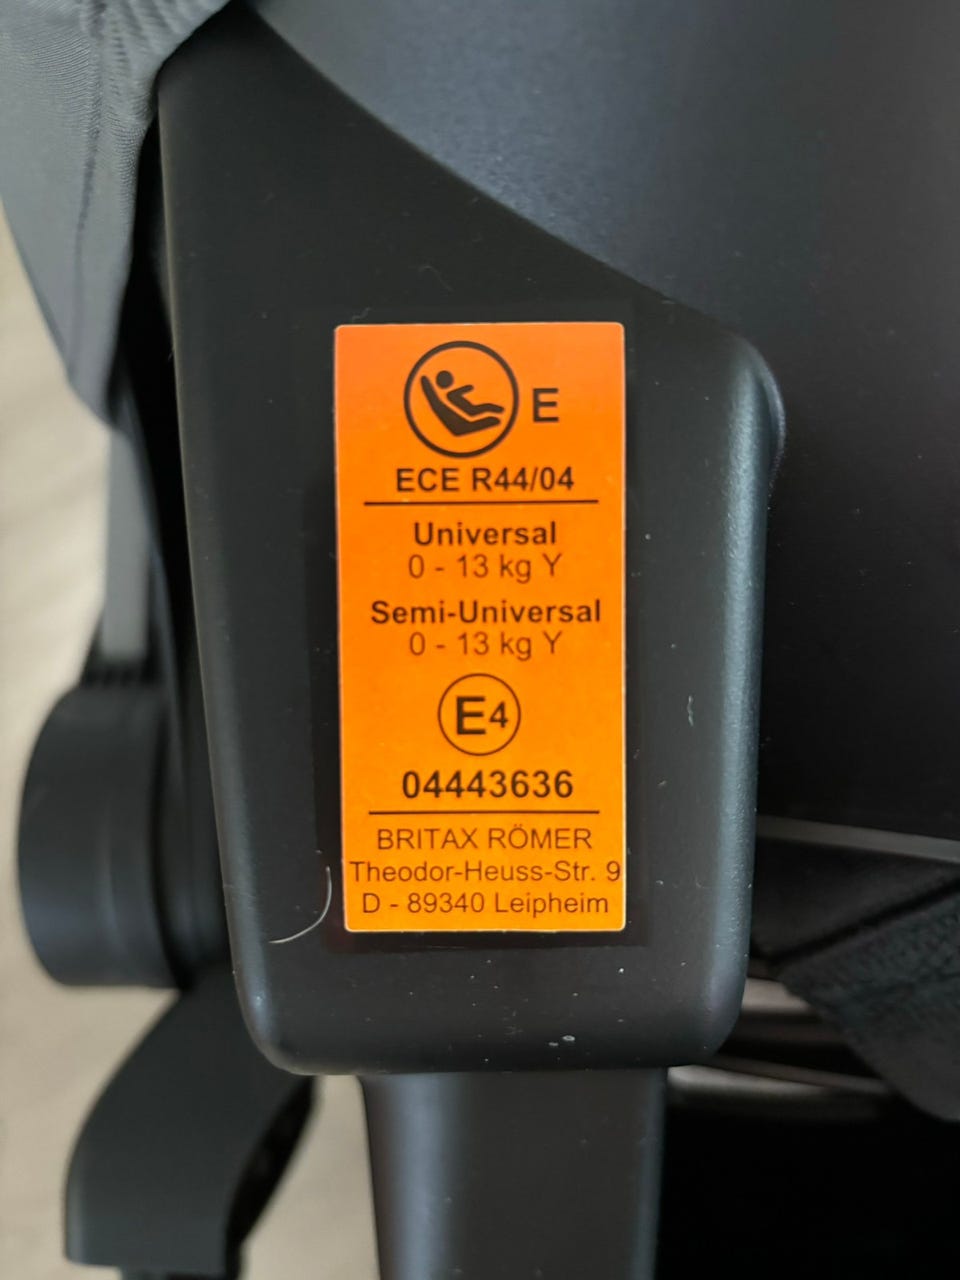 E
ECE R44/04
Universal
0 - 13 kg Y
Semi-Universal
0 - 13 kg Y
E4
04443636
BRITAX RÖMER
Theodor-Heuss-Str. 9
D - 89340 Leipheim